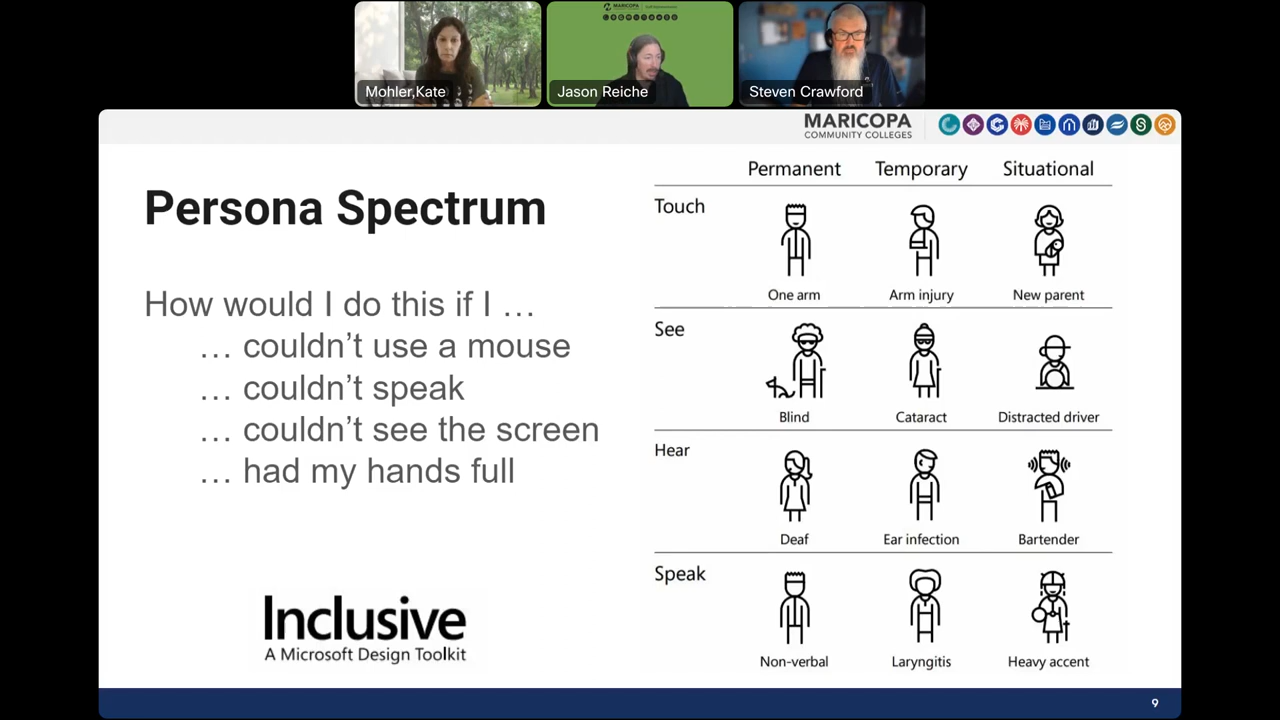 MARICOPA
Mohler,Kate
Jason Reiche
Steven Crawford
MARICOPA
COMMUNITY COLLEGES
Persona Spectrum
How would I do this if I …
… couldn’t use a mouse
… couldn’t speak
… couldn’t see the screen
… had my hands full
Inclusive
A Microsoft Design Toolkit
Permanent Temporary Situational
Touch
One arm Arm injury New parent
See
Blind Cataract Distracted driver
Hear
Deaf Ear infection Bartender
Speak
Non-verbal Laryngitis Heavy accent
9